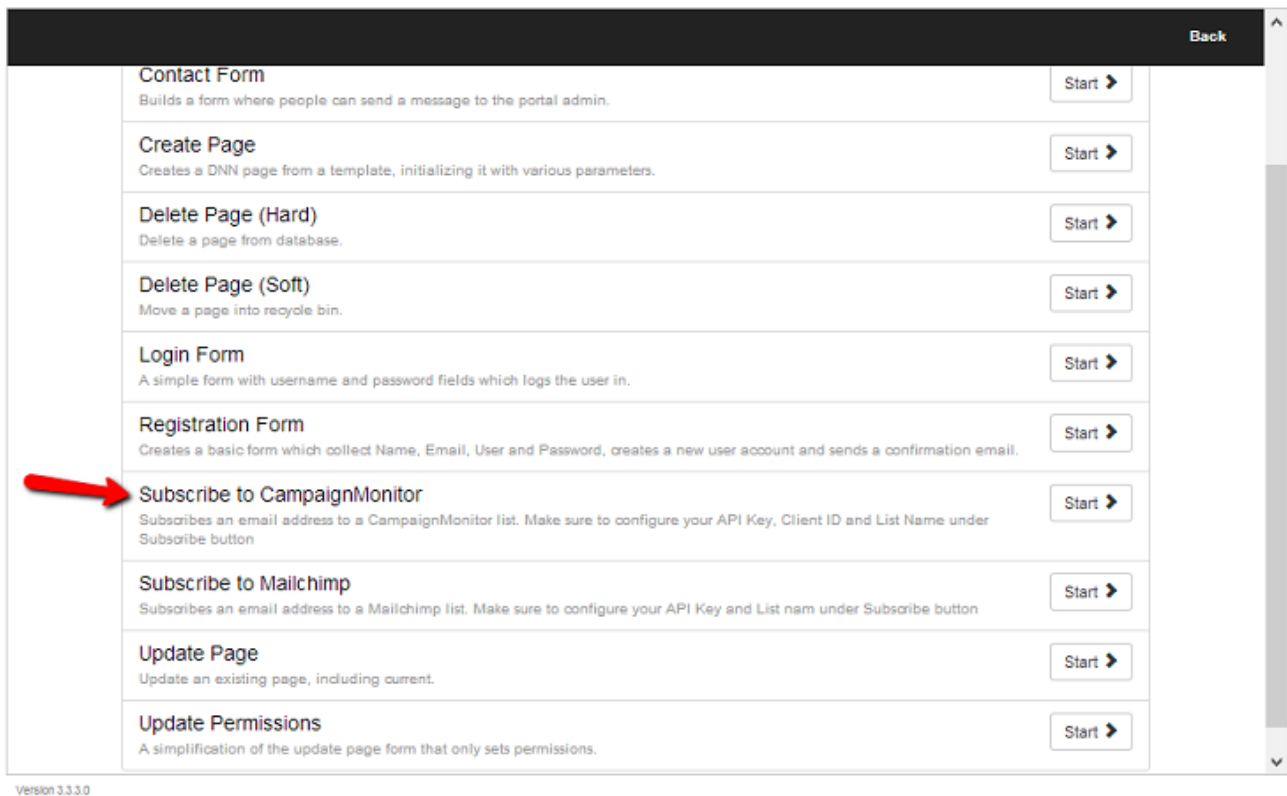 Back
Contact Form
Start
Builds a form where people can send a message to the portal admin.
Create Page
Start
Creates a DNN page from a template, initializing it with various parameters.
Delete Page (Hard)
Start
Delete a page from database.
Delete Page (Soft)
Start
Move a page into recycle bin.
Login Form
Start
A simple form with username and password fields which logs the user in.
Registration Form
Start
Creates a basic form which collect Name, Email, User and Password, creates a new user account and sends a confirmation email.
Subscribe to CampaignMonitor
Start
Subscribes an email address to a CampaignMonitor list. Make sure to configure your API Key, Client ID and List Name under
Subscribe button
Subscribe to Mailchimp
Start
Subscribes an email address to a Mailchimp list. Make sure to configure your API Key and List nam under Subscribe button
Update Page
Start
Update an existing page, including current.
Update Permissions
Start
A simplification of the update page form that only sets permissions.
Version 3.3.3.0